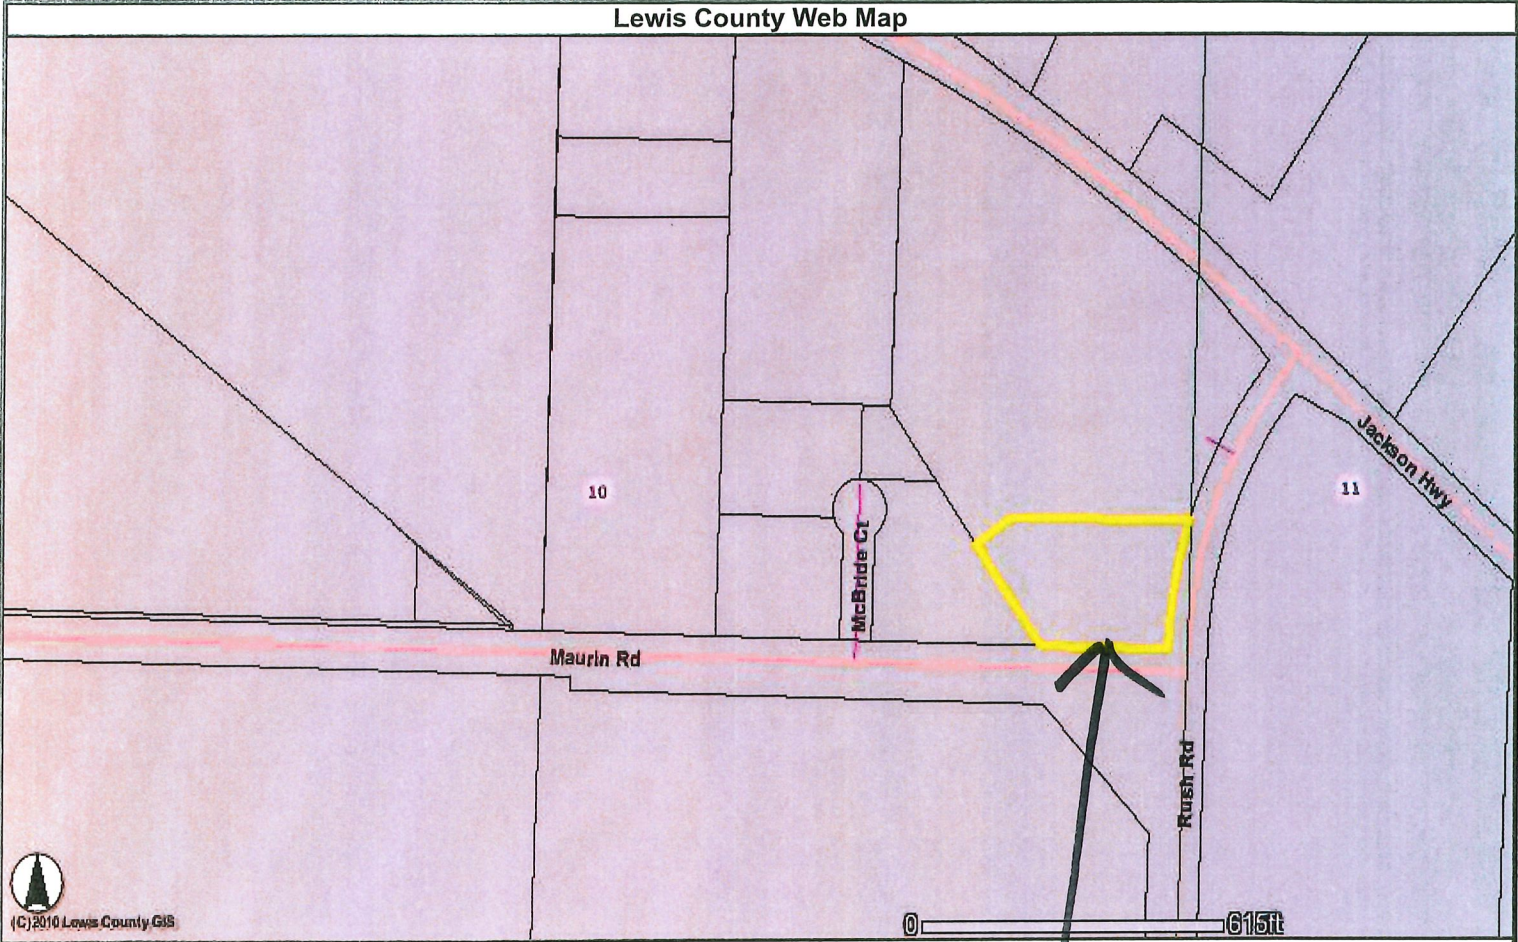 Lewis County Web Map
Jackson Hwy
10
11
McBride Ct
Maurin Rd
Rush Rd
(C) 2010 Lewis County GIS
0 615ft